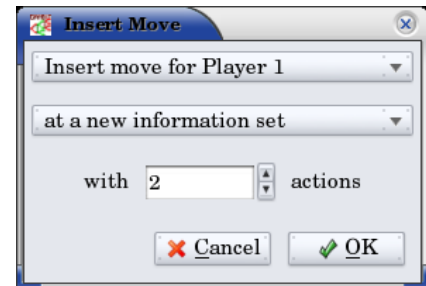 Insert Move
Insert move for Player 1
at a new information set
with 2 actions
Cancel OK